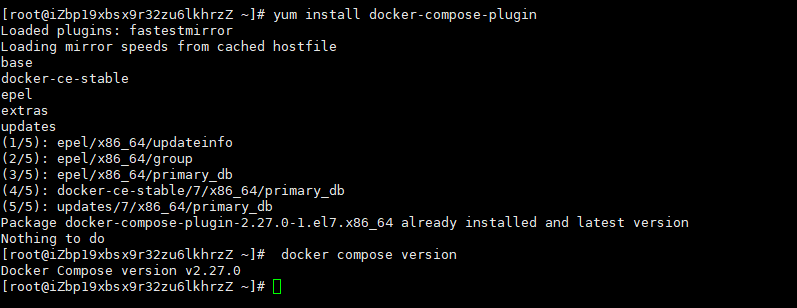 [root@iZbp19xbsx9r32zu6lkhrzZ ~]# yum install docker-compose-plugin
Loaded plugins: fastestmirror
Loading mirror speeds from cached hostfile
base
docker-ce-stable
epel
extras
updates
(1/5): epel/x86_64/updateinfo
(2/5): epel/x86_64/group
(3/5): epel/x86_64/primary_db
(4/5): docker-ce-stable/7/x86_64/primary_db
(5/5): updates/7/x86_64/primary_db
Package docker-compose-plugin-2.27.0-1.el7.x86_64 already installed and latest version
Nothing to do
[root@iZbp19xbsx9r32zu6lkhrzZ ~]#  docker compose version
Docker Compose version v2.27.0
[root@iZbp19xbsx9r32zu6lkhrzZ ~]#